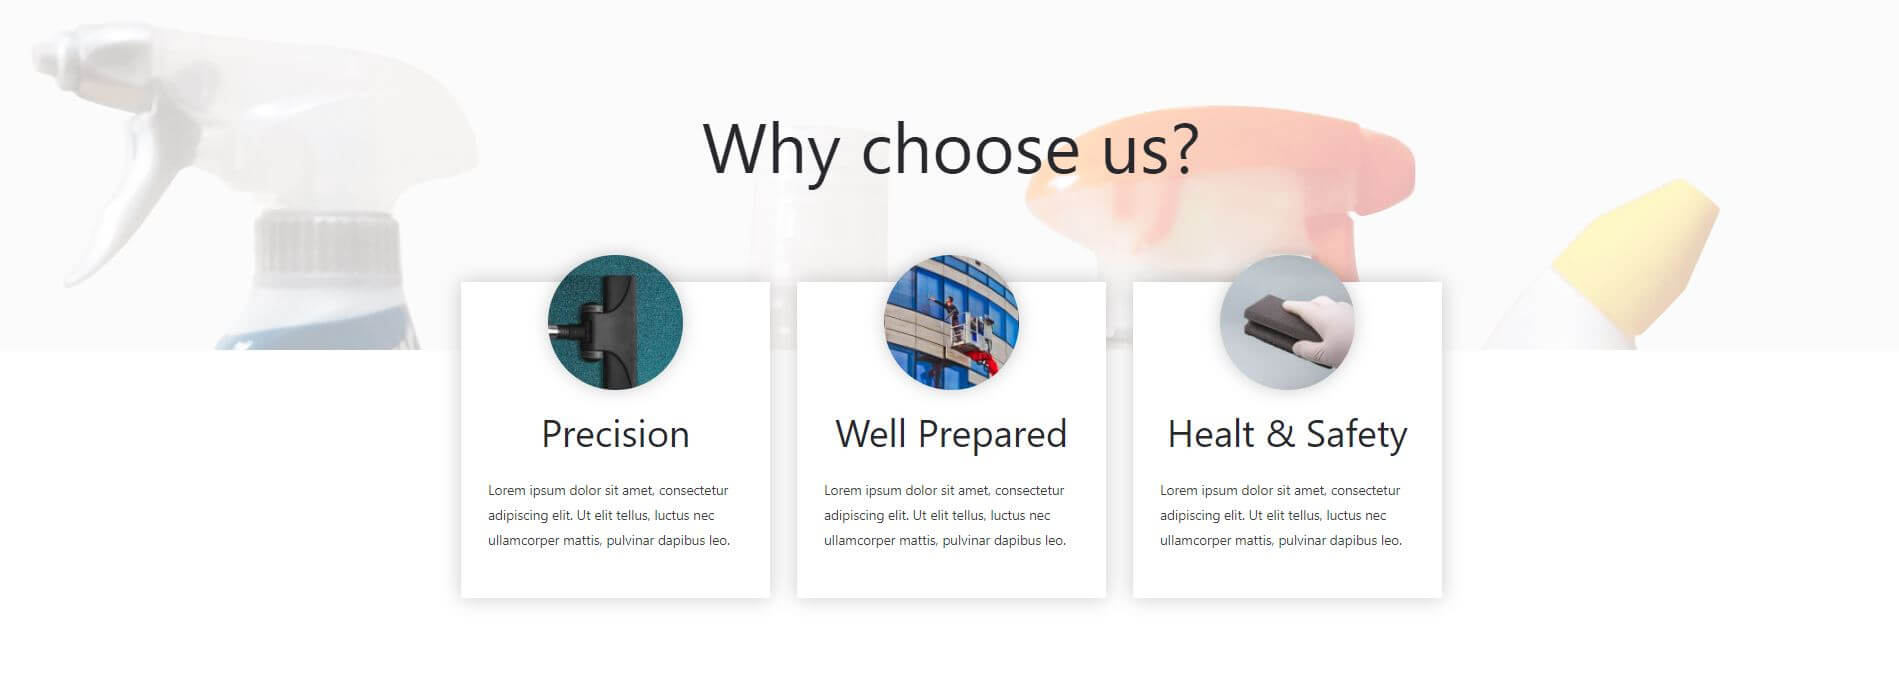 Why choose us?
Precision
Lorem ipsum dolor sit amet, consectetur
adipiscing elit. Ut elit tellus, luctus nec
ullamcorper mattis, pulvinar dapibus leo.
Well Prepared
Lorem ipsum dolor sit amet, consectetur
adipiscing elit. Ut elit tellus, luctus nec
ullamcorper mattis, pulvinar dapibus leo.
Healt & Safety
Lorem ipsum dolor sit amet, consectetur
adipiscing elit. Ut elit tellus, luctus nec
ullamcorper mattis, pulvinar dapibus leo.